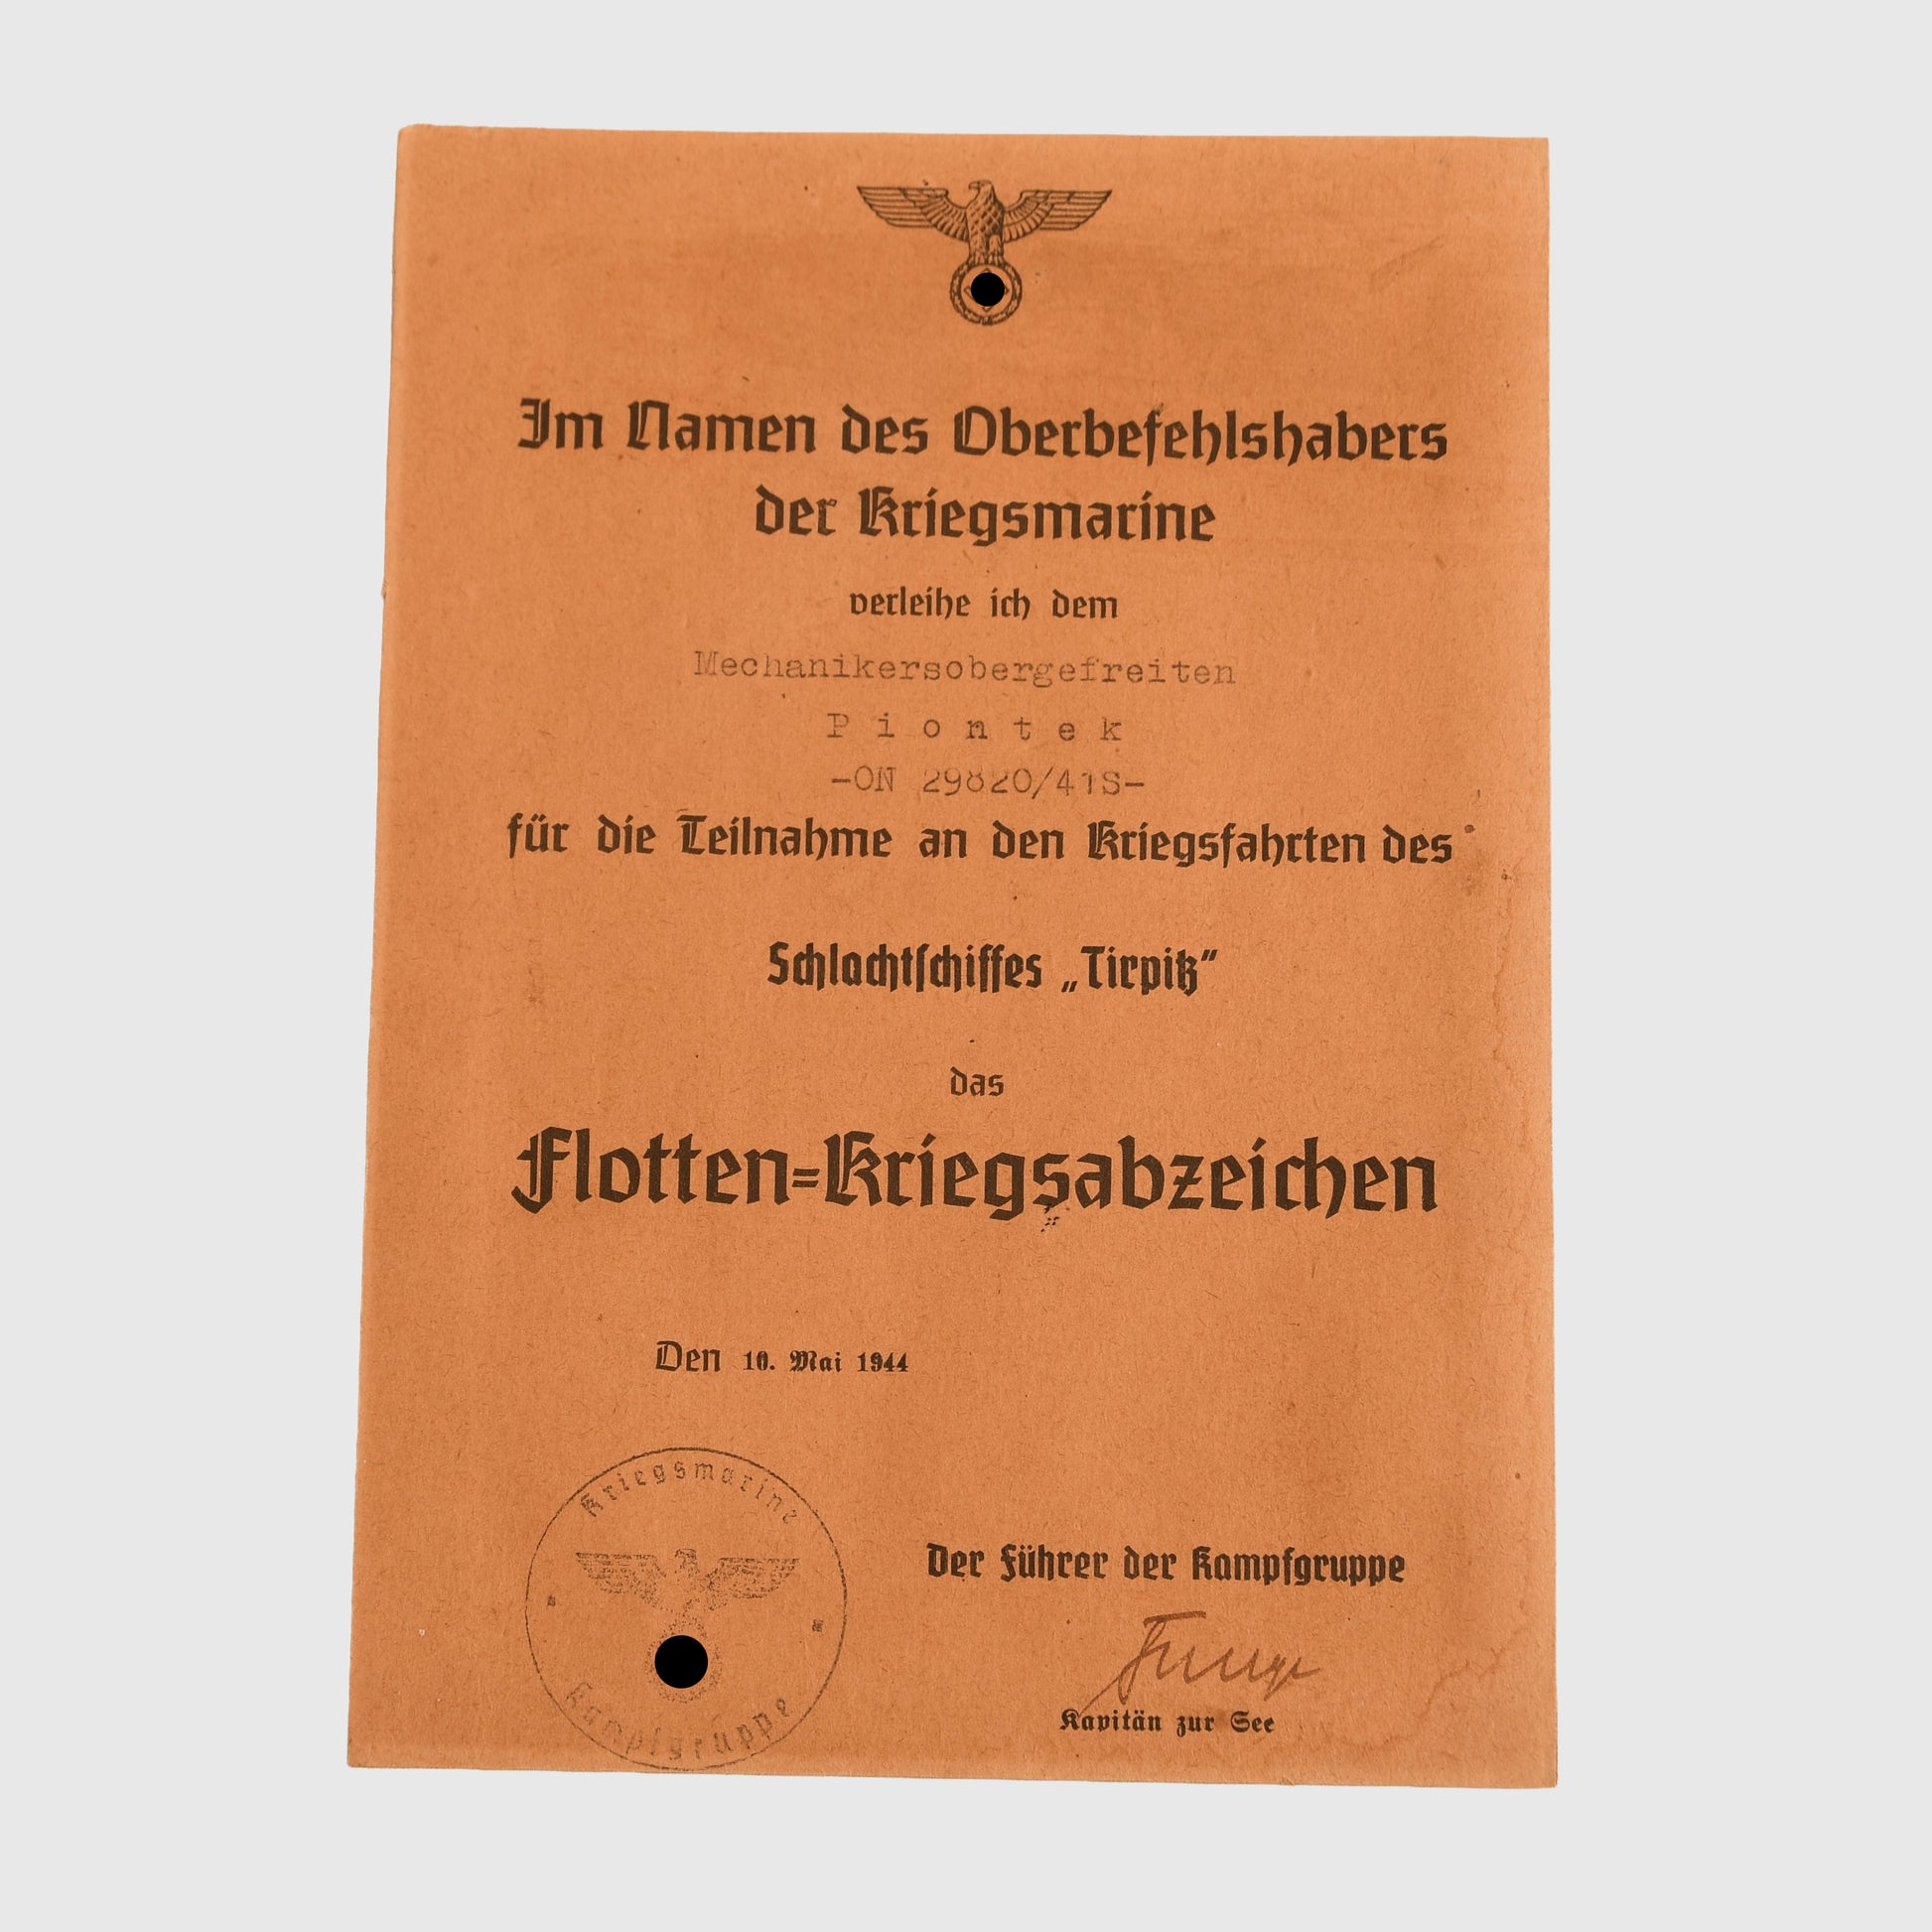 Im Namen des Oberbefehlshabers
der Kriegsmarine
verleihe ich dem
Mechanikersobergefreiten
Piontek
-ON 29820/41S-
für die Teilnahme an den Kriegsfahrten des
Schlachtschiffes „Tirpitz“
das
Flotten=Kriegsabzeichen
Den 10. Mai 1944
Kriegsmarine
Kampfgruppe
Der Führer der Kampfgruppe
Kapitän zur See